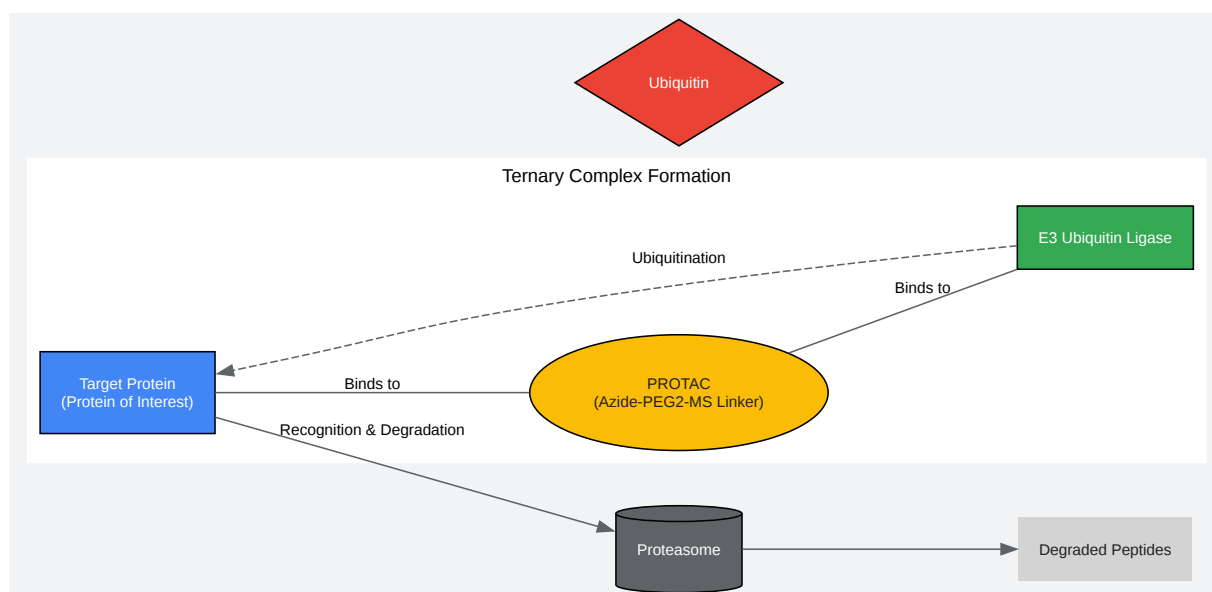 Ubiquitin
Ternary Complex Formation
E3 Ubiquitin Ligase
Ubiquitination
Binds to
Target Protein
(Protein of Interest)
Binds to
PROTAC
(Azide-PEG2-MS Linker)
Recognition & Degradation
Proteasome
Degraded Peptides